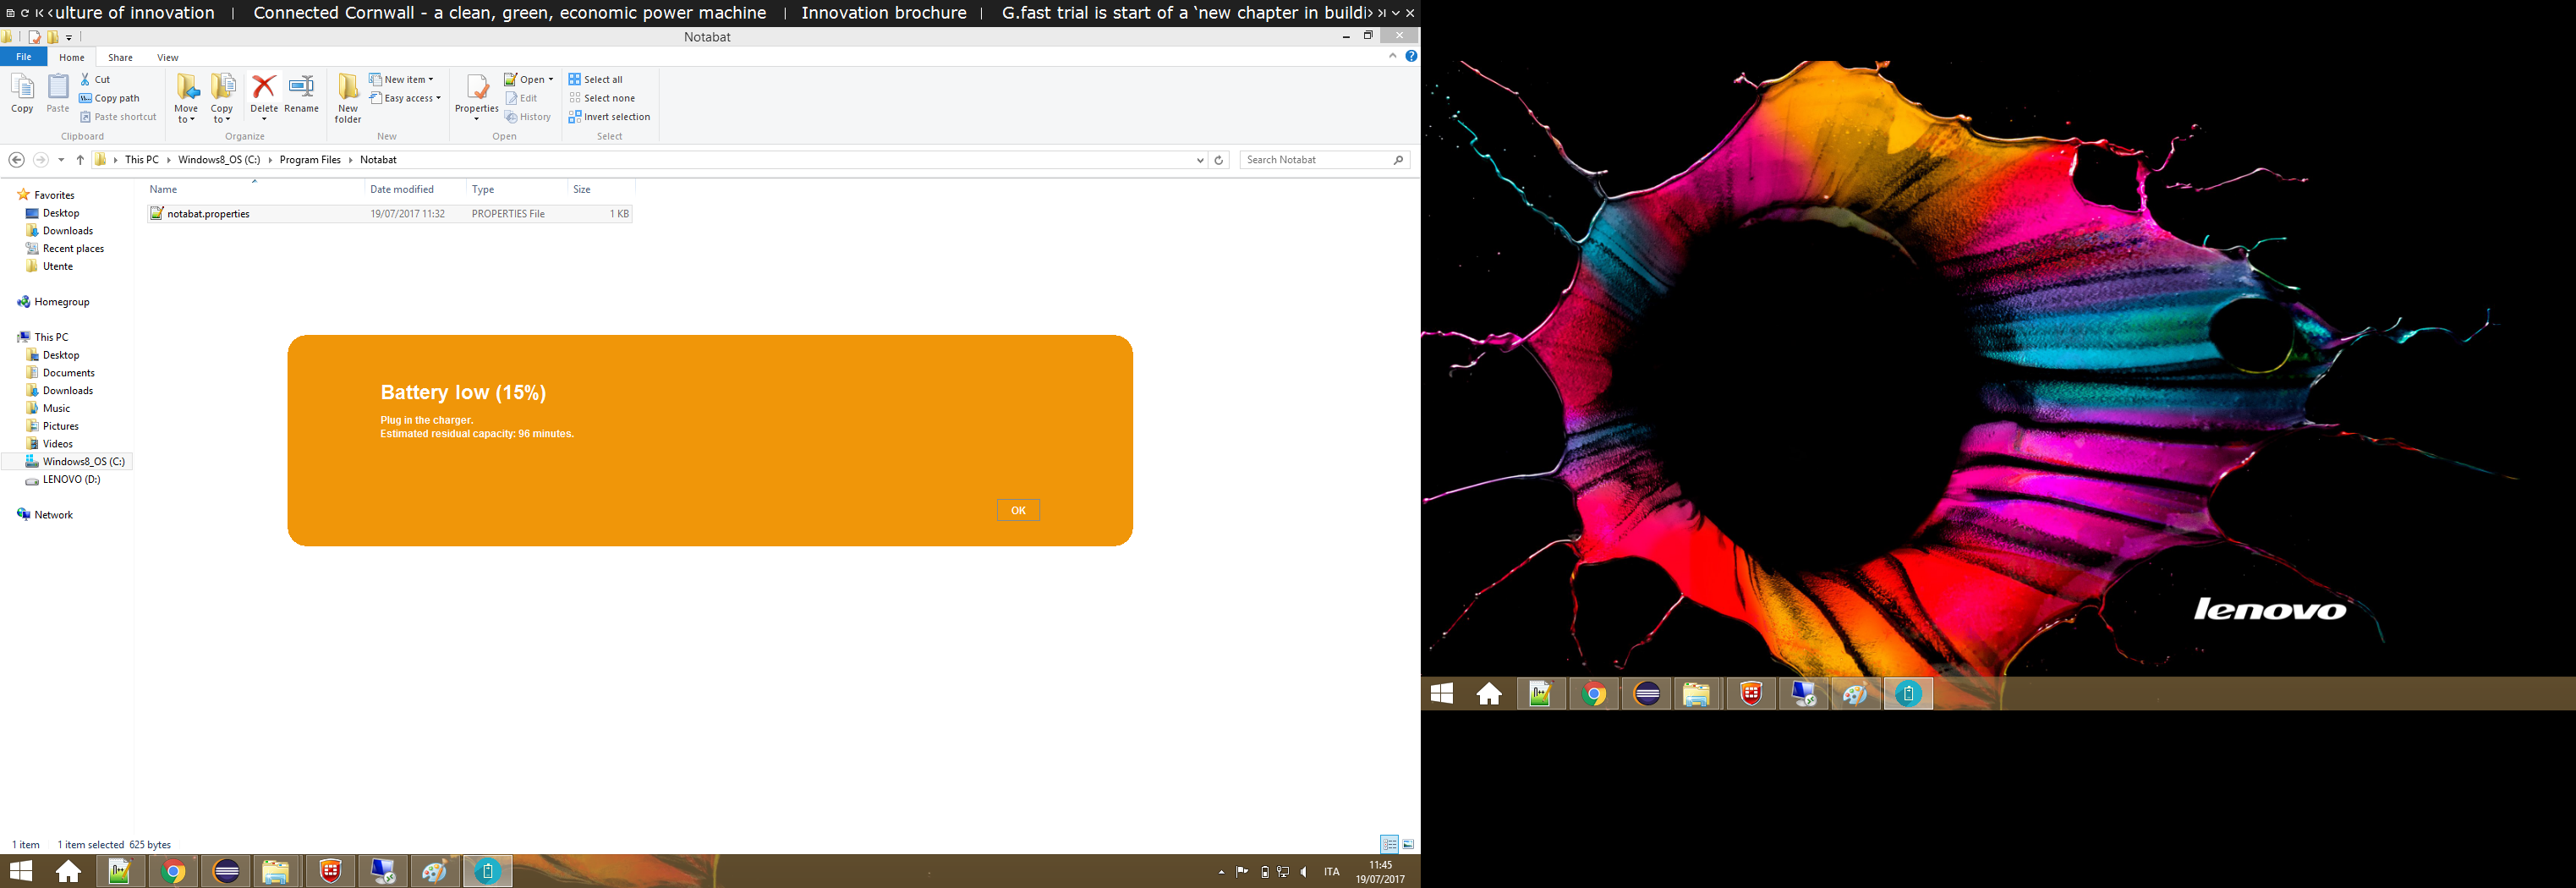 ulture of innovation | Connected Cornwall - a clean, green, economic power machine | Innovation brochure | G.fast trial is start of a 'new chapter in buildi
Notabat
File Home Share View
Copy
Paste
Cut
Copy path
Paste shortcut
Clipboard
Move to
Copy to
Delete
Rename
Organize
New folder
New item
Easy access
New
Properties
Open
Edit
History
Open
Select all
Select none
Invert selection
Select
This PC Windows8_OS (C:) Program Files Notabat
Search Notabat
Favorites
Desktop
Downloads
Recent places
Utente
Homegroup
This PC
Desktop
Documents
Downloads
Music
Pictures
Videos
Windows8_OS (C:)
LENOVO (D:)
Network
Name Date modified Type Size
notabat.properties 19/07/2017 11:32 PROPERTIES File 1 KB
Battery low (15%)
Plug in the charger.
Estimated residual capacity: 96 minutes.
OK
1 item 1 item selected 625 bytes
ITA
11:45
19/07/2017
lenovo